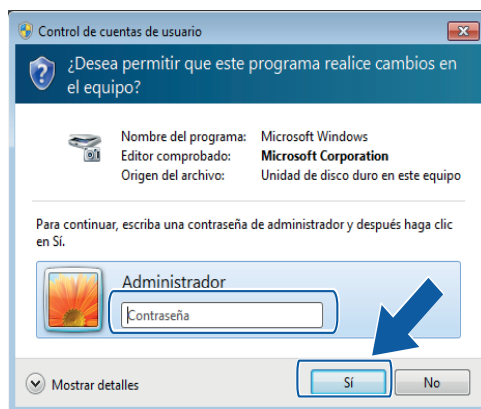 Control de cuentas de usuario
¿Desea permitir que este programa realice cambios en
el equipo?
Nombre del programa: Microsoft Windows
Editor comprobado: Microsoft Corporation
Origen del archivo: Unidad de disco duro en este equipo
Para continuar, escriba una contraseña de administrador y después haga clic
en Sí.
Administrador
Contraseña
Mostrar detalles Sí No